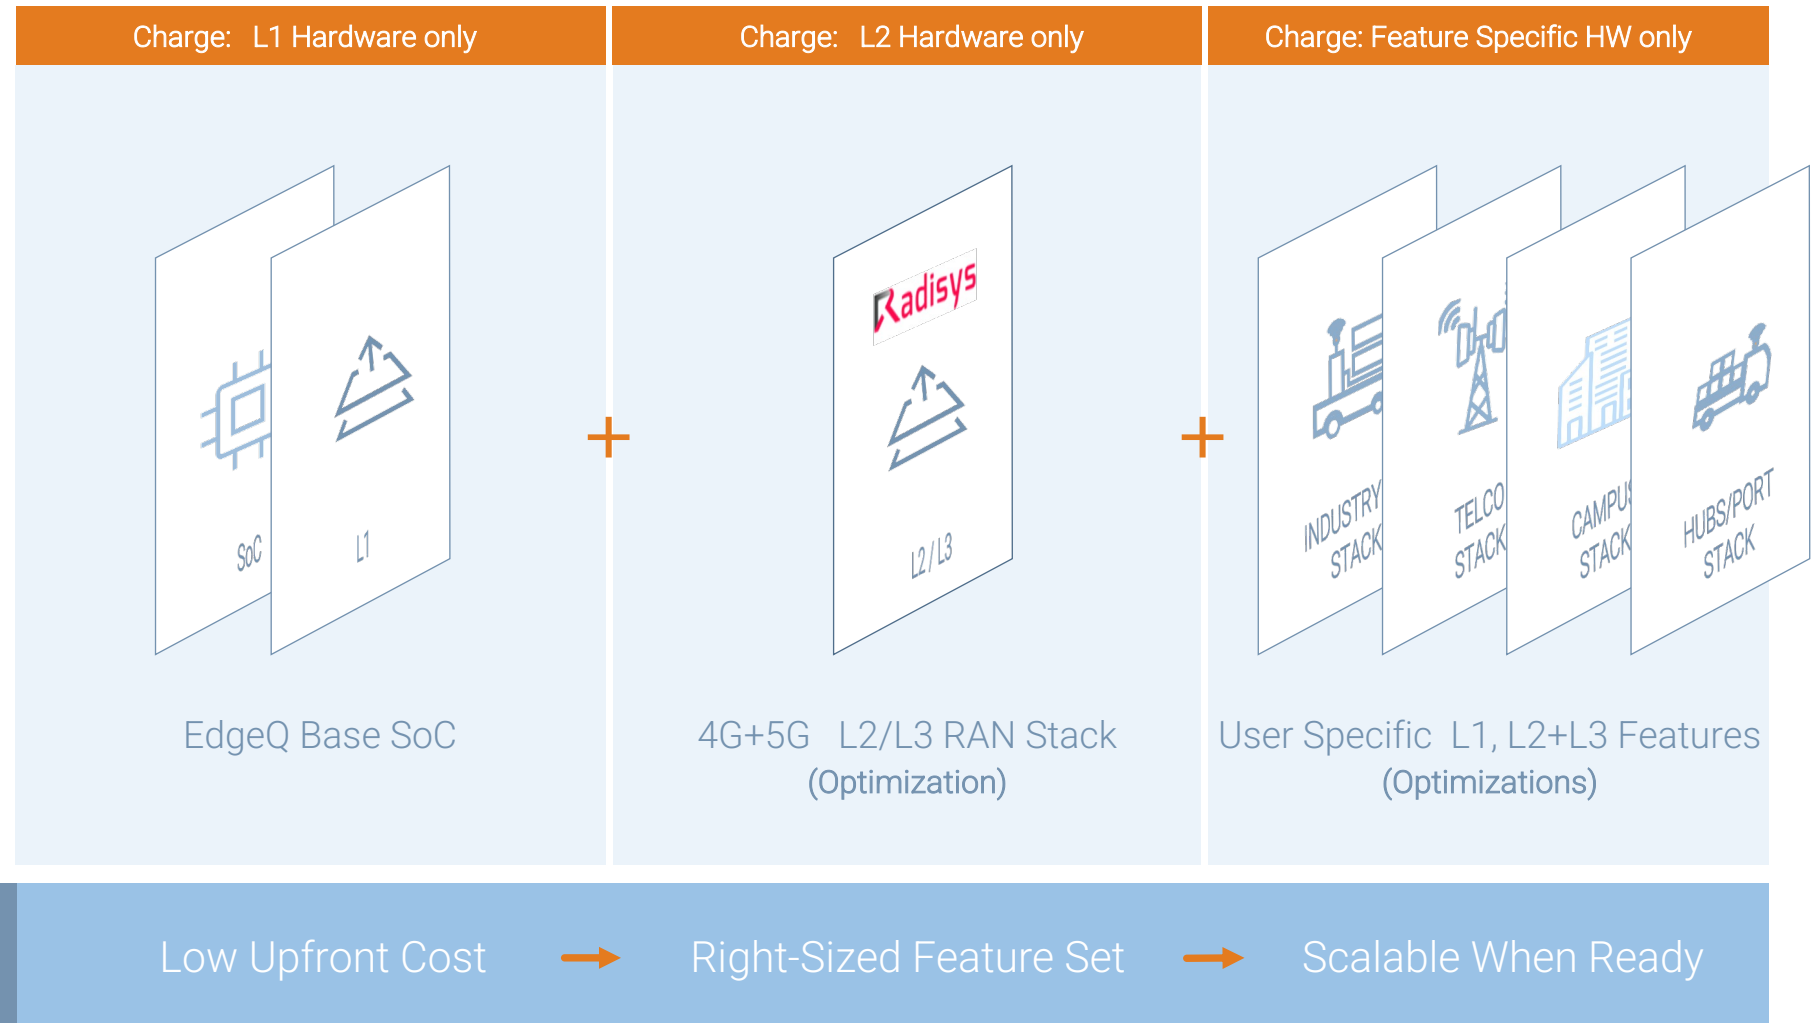 Charge: L1 Hardware only
Charge: L2 Hardware only
Charge: Feature Specific HW only
SoC
L1
Radisys
L2 / L3
INDUSTRY
STACK
TELCO
STACK
CAMPUS
STACK
HUBS/PORT
STACK
EdgeQ Base SoC
4G+5G L2/L3 RAN Stack
(Optimization)
User Specific L1, L2+L3 Features
(Optimizations)
Low Upfront Cost
Right-Sized Feature Set
Scalable When Ready